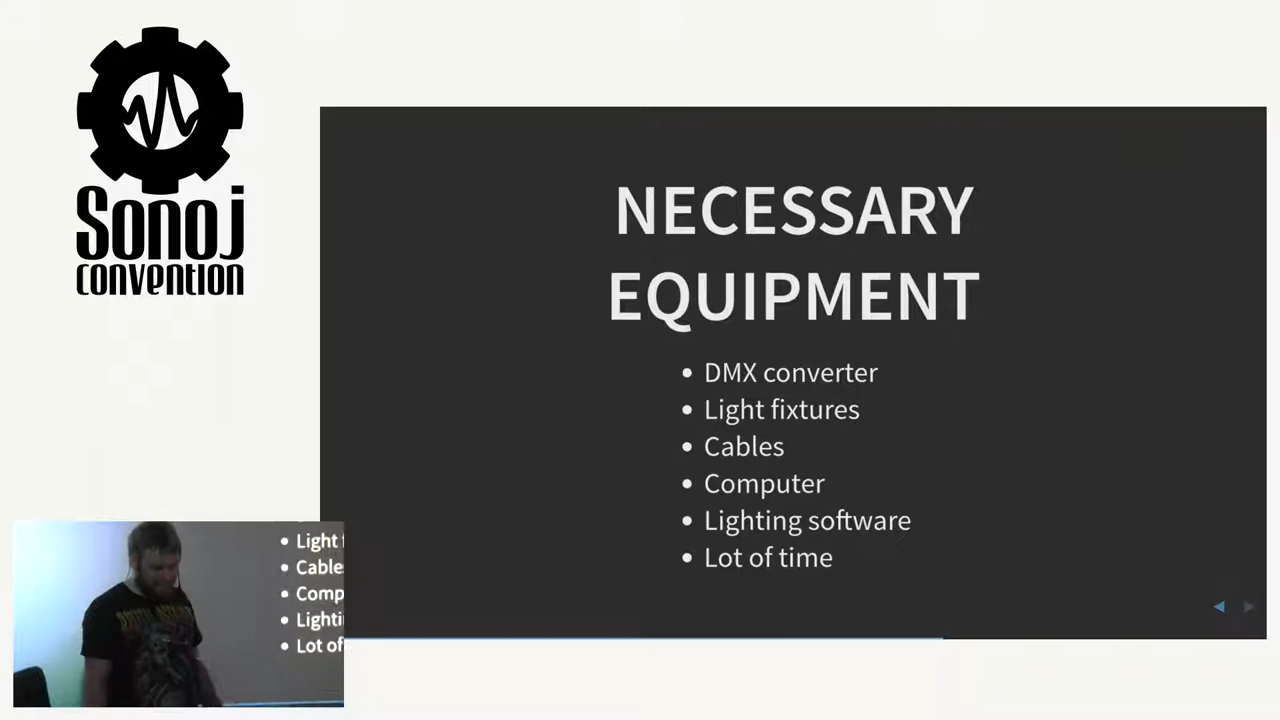 Sonoj
convention
NECESSARY
EQUIPMENT
• DMX converter
• Light fixtures
• Cables
• Computer
• Lighting software
• Lot of time
• Light
• Cable
• Comp
• Lighti
• Lot of